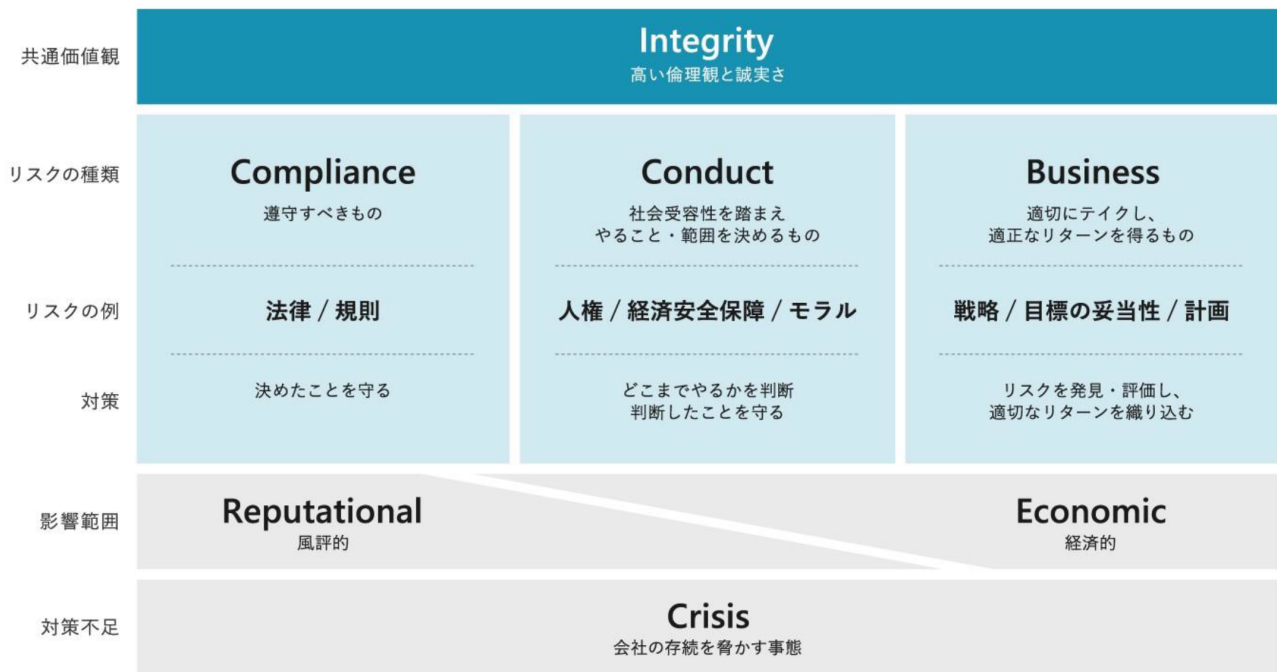 共通価値観
Integrity
高い倫理観と誠実さ
リスクの種類
Compliance
遵守すべきもの
Conduct
社会受容性を踏まえ
やること・範囲を決めるもの
Business
適切にテイクし、
適正なリターンを得るもの
リスクの例
法律 / 規則
人権 / 経済安全保障 / モラル
戦略 / 目標の妥当性 / 計画
対策
決めたことを守る
どこまでやるかを判断
判断したことを守る
リスクを発見・評価し、
適切なリターンを織り込む
影響範囲
Reputational
風評的
Economic
経済的
対策不足
Crisis
会社の存続を脅かす事態